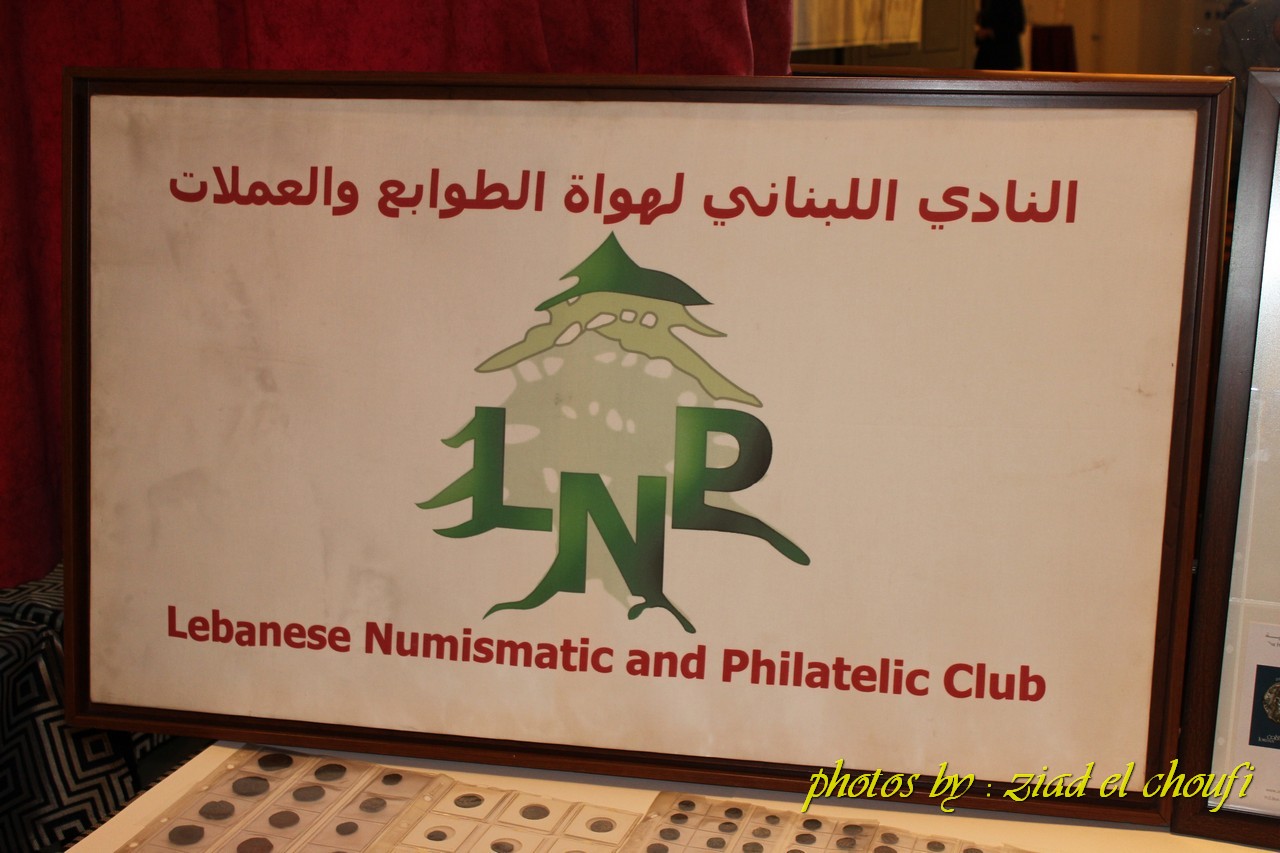 النادي اللبناني لهواة الطوابع والعملات
LNP
Lebanese Numismatic and Philatelic Club
photos by : ziad el choufi